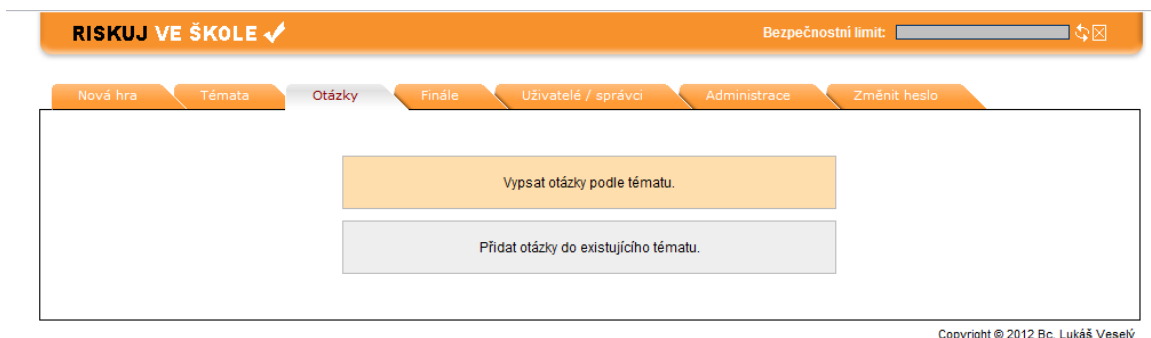 RISKUJ VE ŠKOLE
Bezpečnostní limit:
Nová hra Témata Otázky Finále Uživatelé / správci Administrace Změnit heslo
Vypsat otázky podle tématu.
Přidat otázky do existujícího tématu.
Copyright © 2012 Bc. Lukáš Veselý